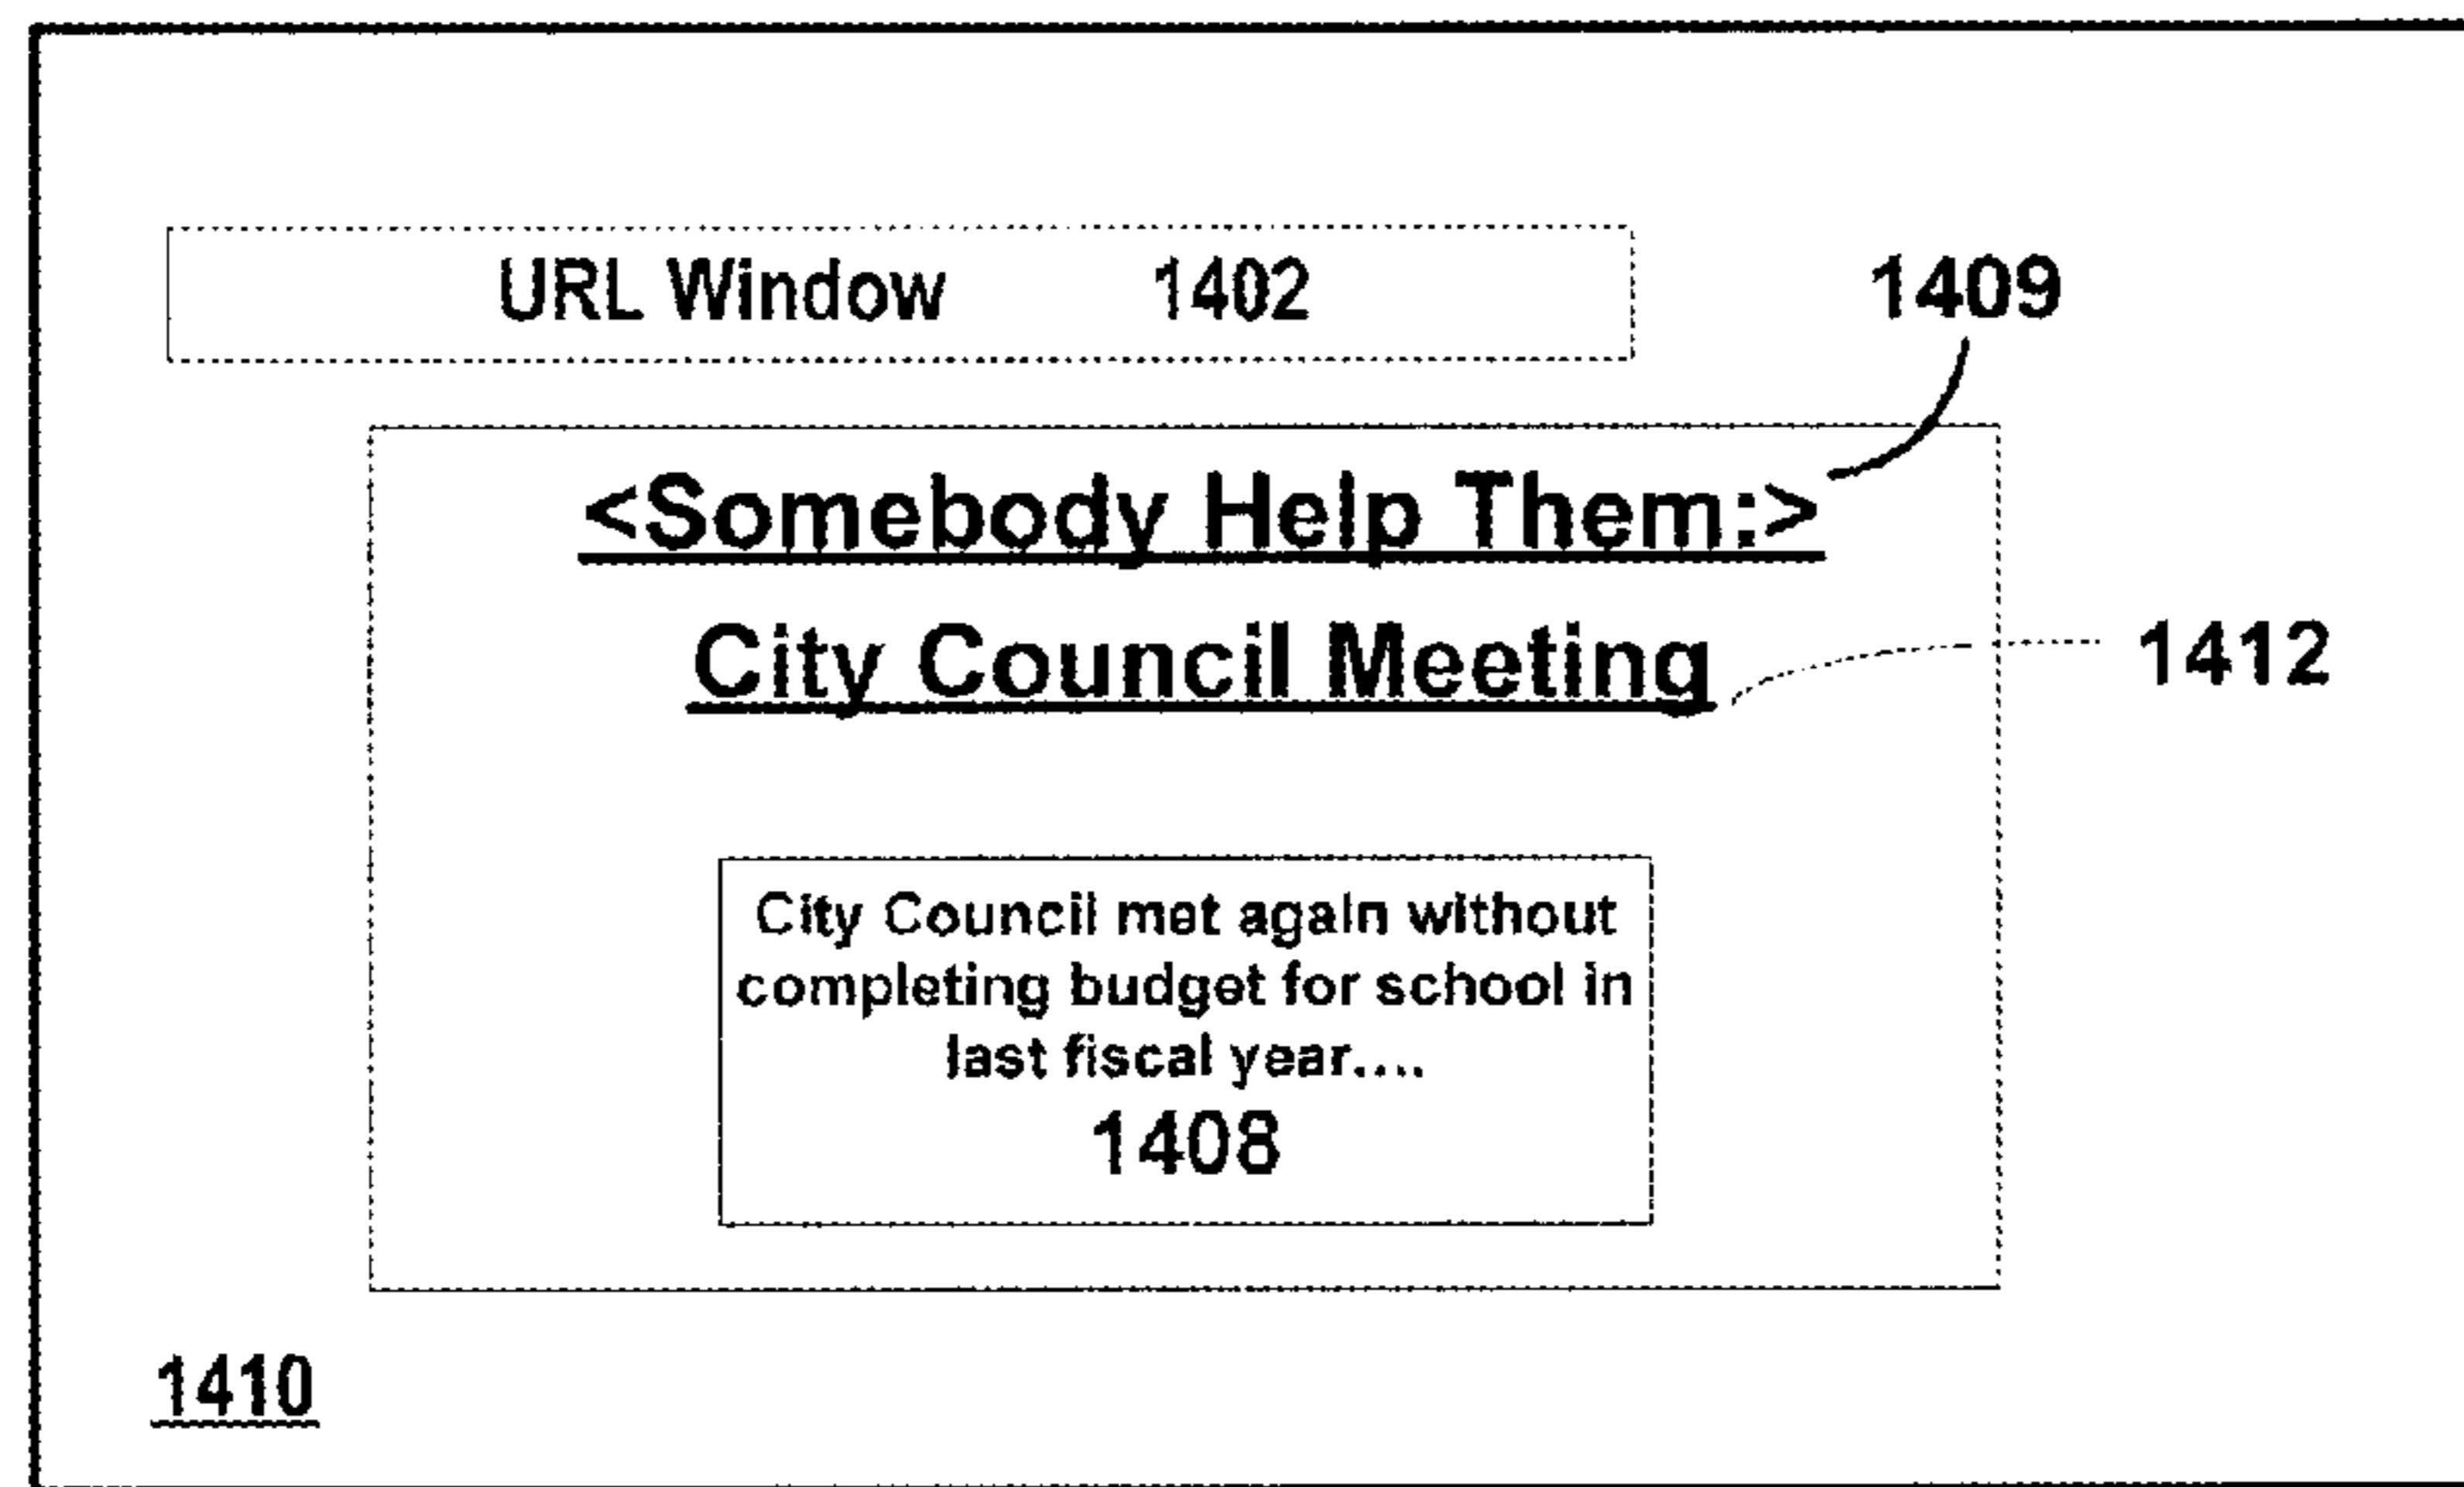 URL Window 1402
1409
<Somebody Help Them:>
City Council Meeting
1412
City Council met again without
completing budget for school in
last fiscal year....
1408
1410